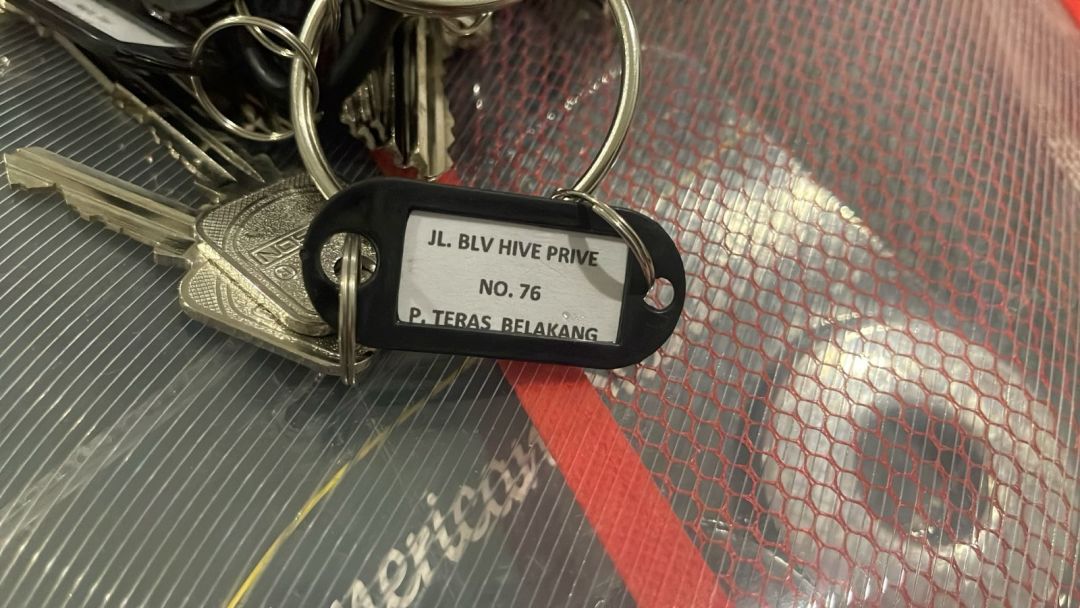 JL. BLV HIVE PRIVE
NO. 76
P. TERAS BELAKANG